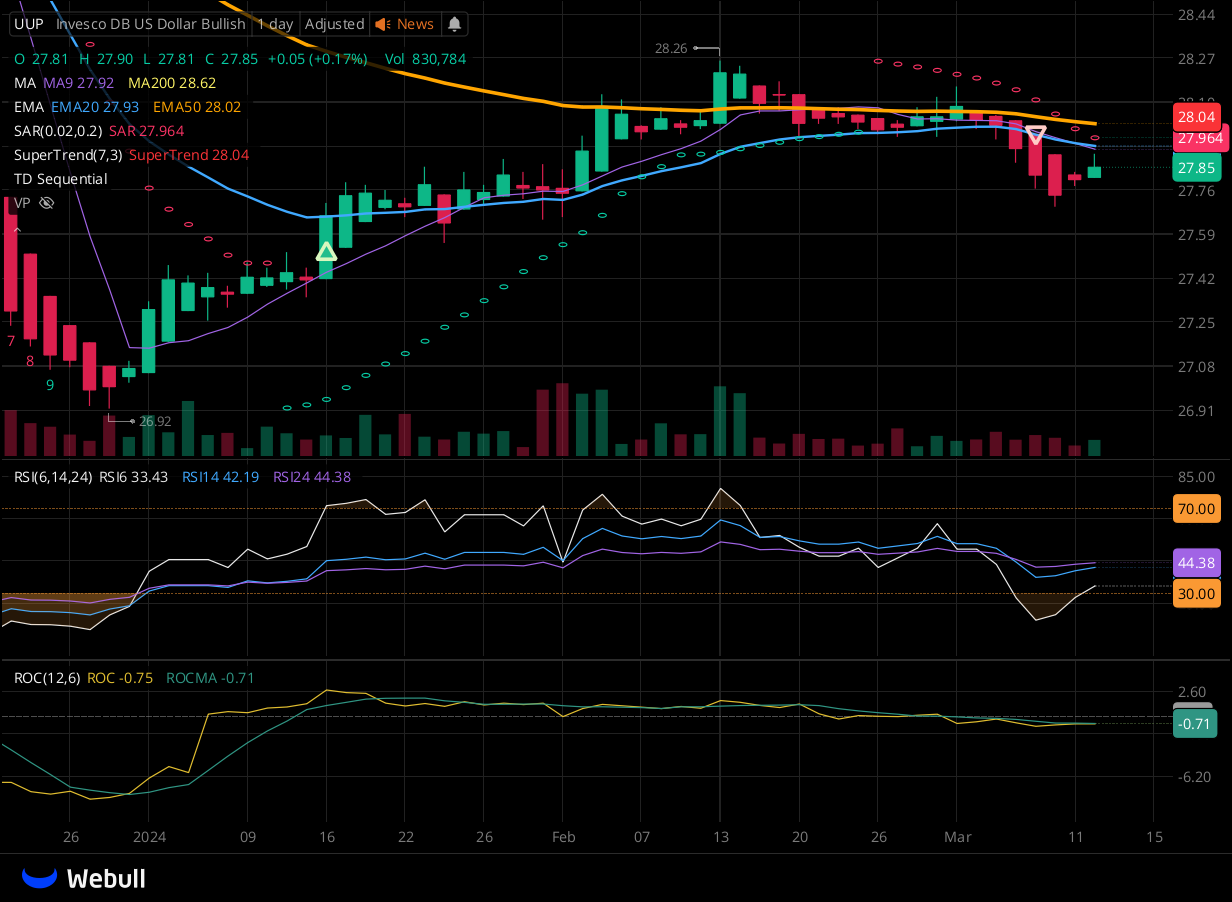 UUP Invesco DB US Dollar Bullish 1 day Adjusted News
28.44
28.26
28.27
O 27.81 H 27.90 L 27.81 C 27.85 +0.05 (+0.17%) Vol 830,784
MA MA9 27.92 MA200 28.62
EMA EMA20 27.93 EMA50 28.02
28.04
SAR(0.02,0.2) SAR 27.964
27.964
SuperTrend(7,3) SuperTrend 28.04
27.85
TD Sequential
27.76
VP
27.59
27.42
27.25
7
8
27.08
9
26.91
26.92
RSI(6,14,24) RSI6 33.43 RSI14 42.19 RSI24 44.38
85.00
70.00
44.38
30.00
ROC(12,6) ROC -0.75 ROCMA -0.71
2.60
-0.71
-6.20
26 2024 09 16 22 26 Feb 07 13 20 26 Mar 11 15
Webull